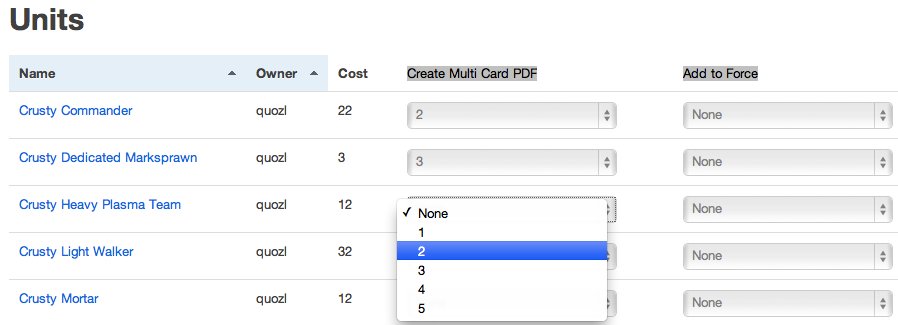 Units
Name Owner Cost Create Multi Card PDF Add to Force
Crusty Commander quozl 22 2 None
Crusty Dedicated Marksprawn quozl 3 3 None
Crusty Heavy Plasma Team quozl 12 None
✓ None
1
Crusty Light Walker quozl 32 2 None
3
4
Crusty Mortar quozl 12 None
5